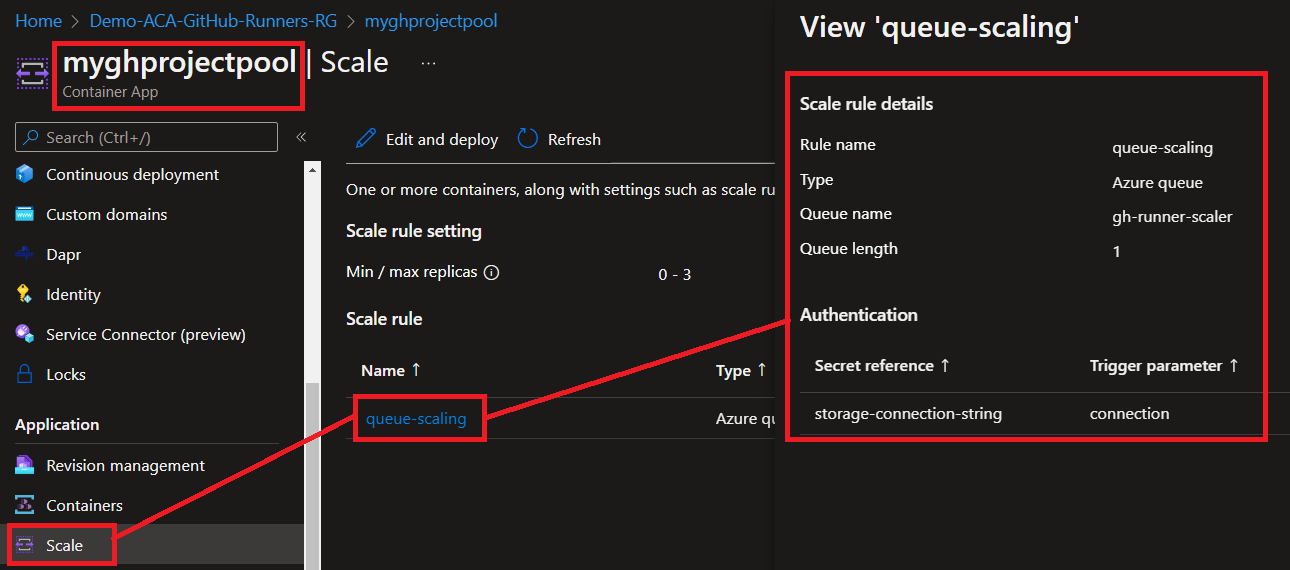 Home > Demo-ACA-GitHub-Runners-RG > myghprojectpool
myghprojectpool | Scale ...
Container App
Search (Ctrl+/)
«
Continuous deployment
Custom domains
Dapr
Identity
Service Connector (preview)
Locks
Application
Revision management
Containers
Scale
Edit and deploy
Refresh
One or more containers, along with settings such as scale ru
Scale rule setting
Min / max replicas
0 - 3
Scale rule
Name ↑ Type ↑
queue-scaling Azure qu
View 'queue-scaling'
Scale rule details
Rule name queue-scaling
Type Azure queue
Queue name gh-runner-scaler
Queue length 1
Authentication
Secret reference ↑ Trigger parameter ↑
storage-connection-string connection